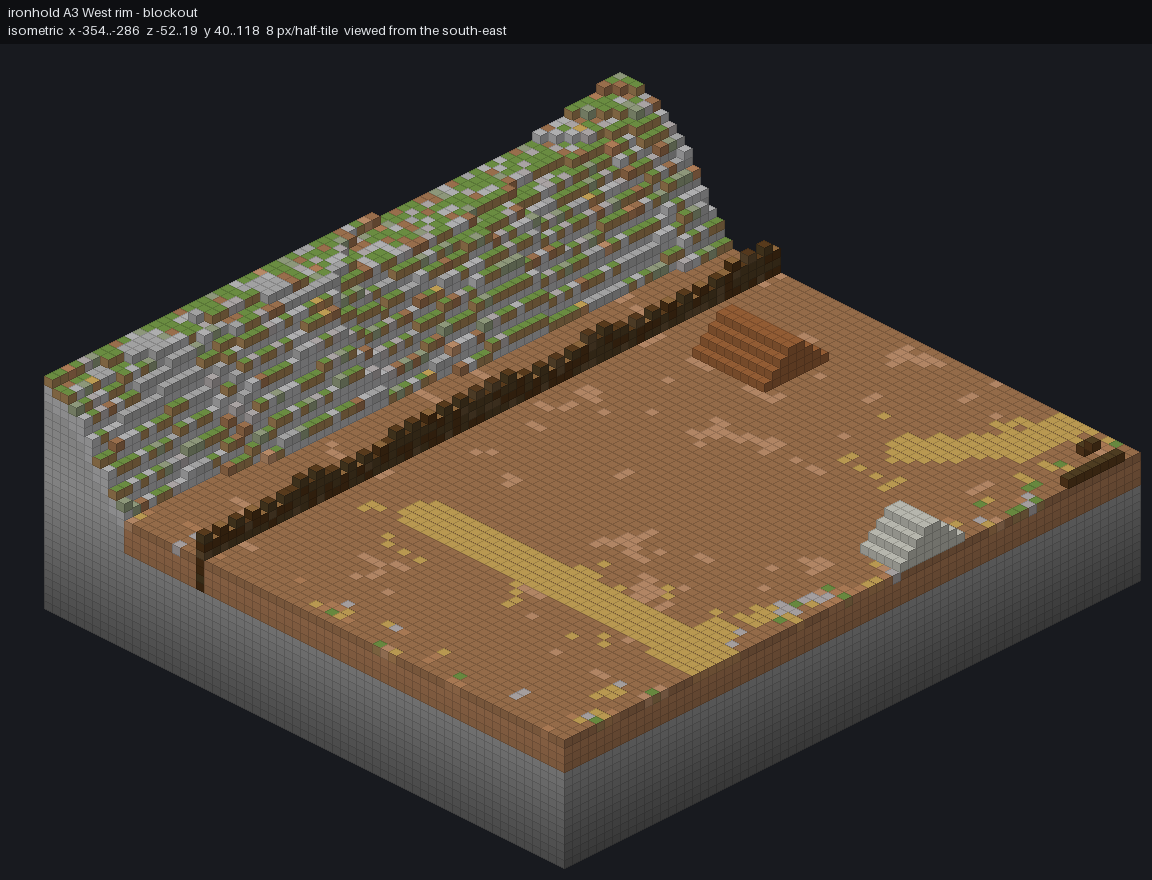 ironhold A3 West rim - blockout
isometric x -354..-286 z -52..19 y 40..118 8 px/half-tile viewed from the south-east